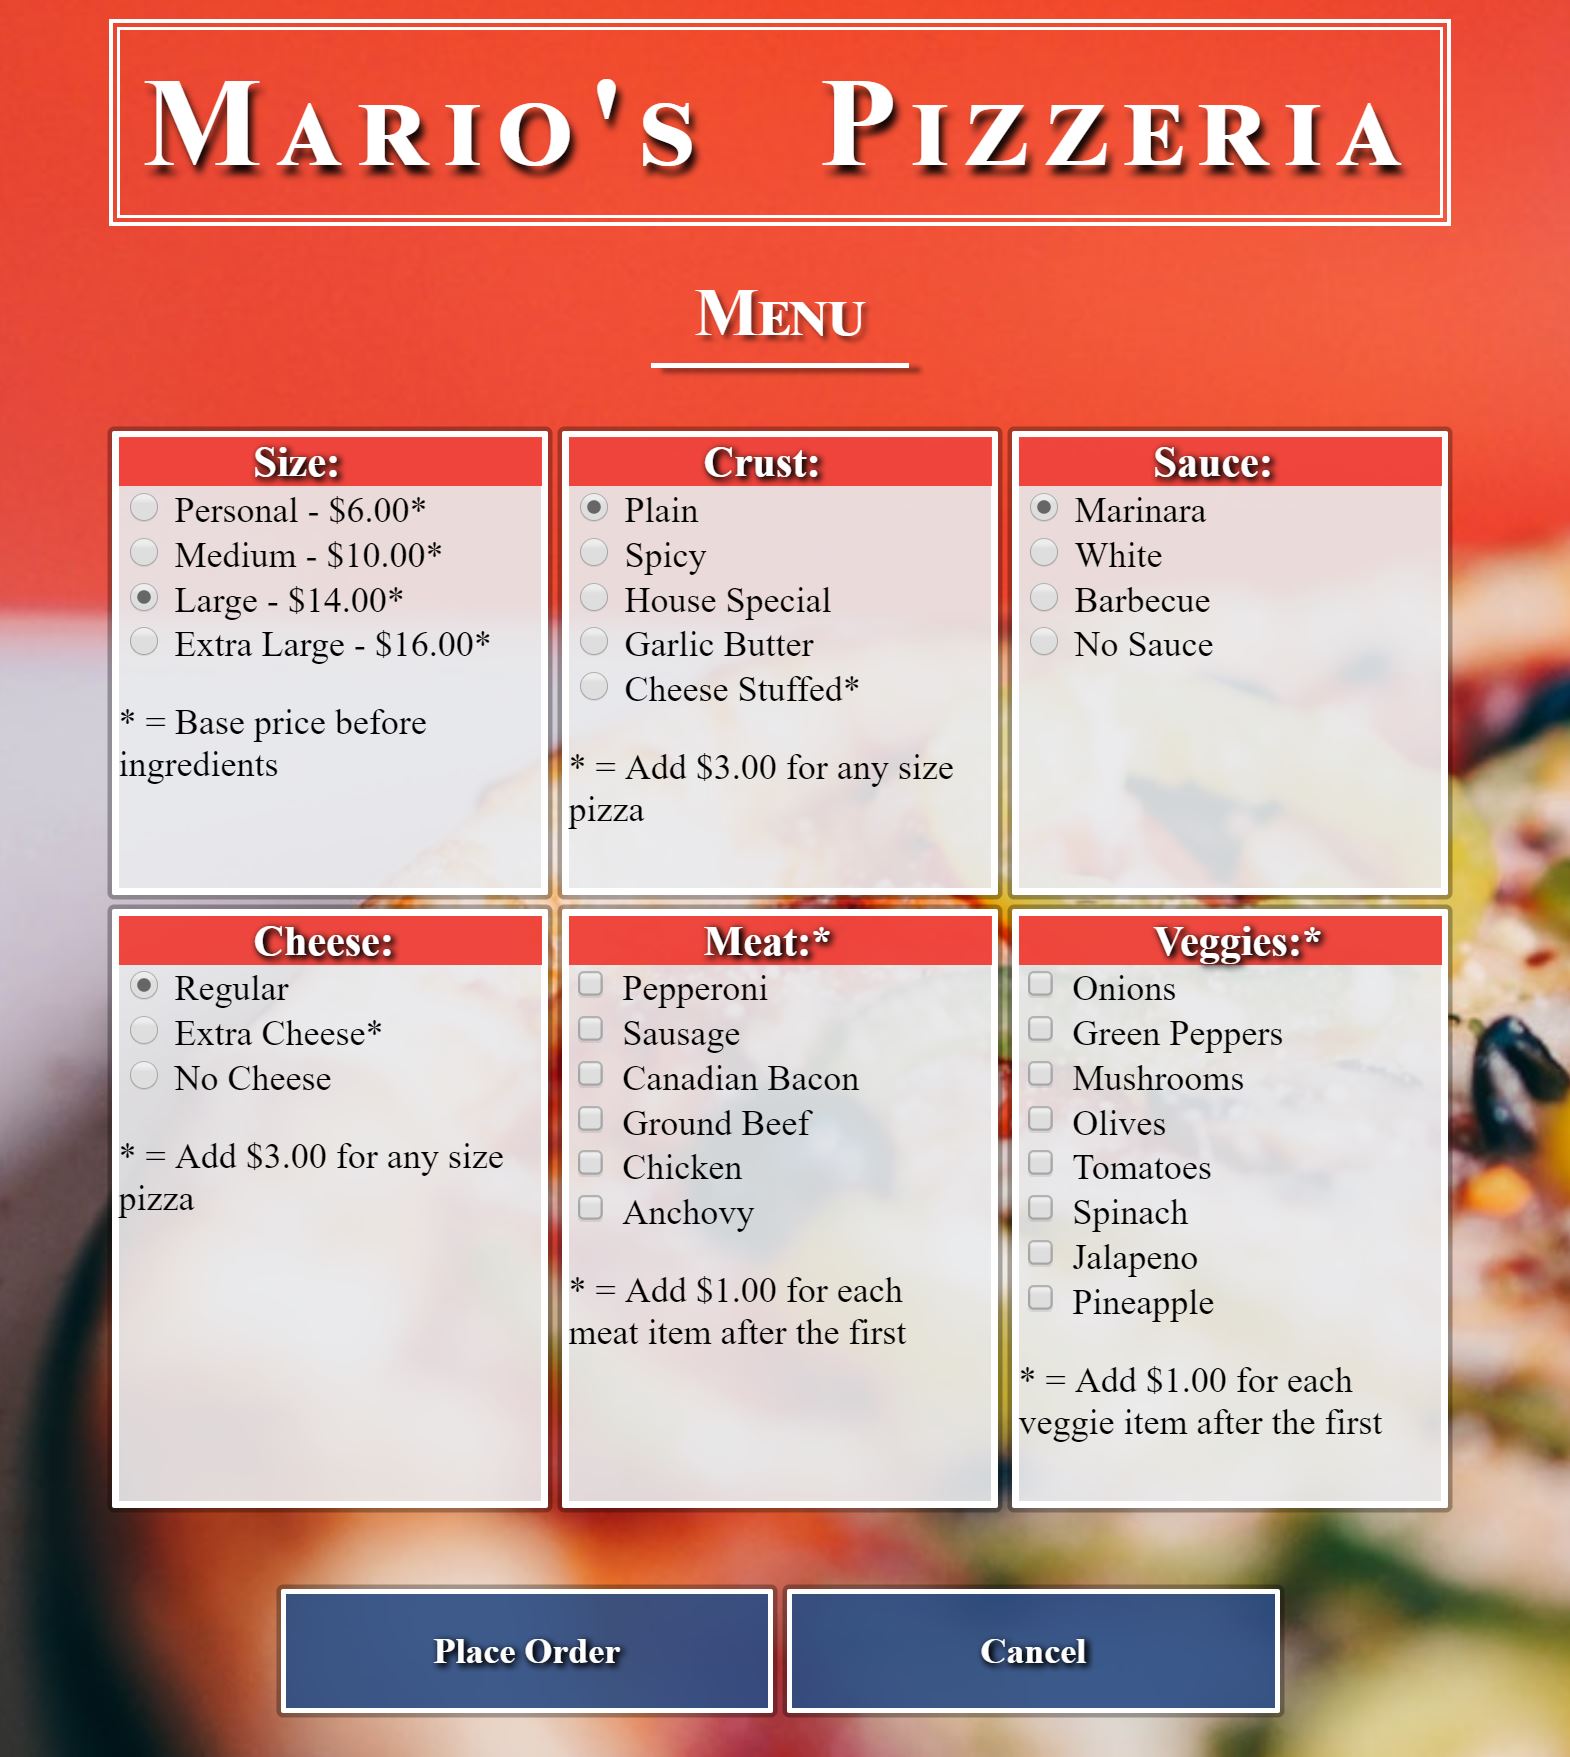 Mario's Pizzeria
Menu
Size:
Personal - $6.00*
Medium - $10.00*
Large - $14.00*
Extra Large - $16.00*
* = Base price before
ingredients
Crust:
Plain
Spicy
House Special
Garlic Butter
Cheese Stuffed*
* = Add $3.00 for any size
pizza
Sauce:
Marinara
White
Barbecue
No Sauce
Cheese:
Regular
Extra Cheese*
No Cheese
* = Add $3.00 for any size
pizza
Meat:*
Pepperoni
Sausage
Canadian Bacon
Ground Beef
Chicken
Anchovy
* = Add $1.00 for each
meat item after the first
Veggies:*
Onions
Green Peppers
Mushrooms
Olives
Tomatoes
Spinach
Jalapeno
Pineapple
* = Add $1.00 for each
veggie item after the first
Place Order
Cancel